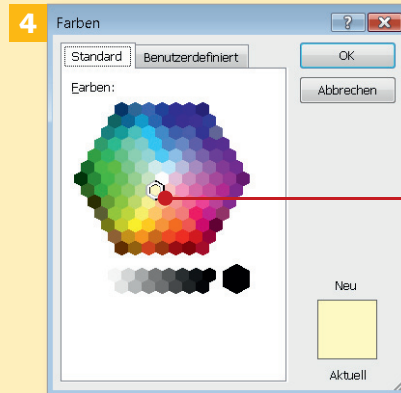 4
Farben
Standard
Benutzerdefiniert
OK
Abbrechen
Farben:
Neu
Aktuell